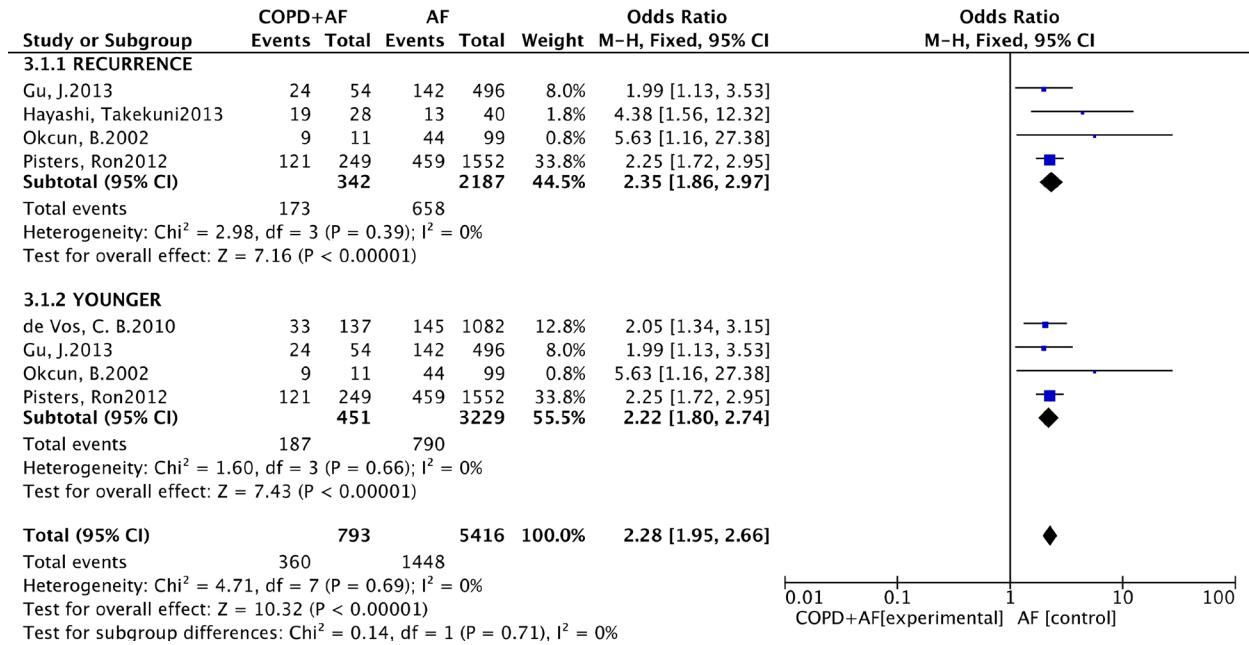 COPD+AF AF Odds Ratio Odds Ratio
Study or Subgroup Events Total Events Total Weight M-H, Fixed, 95% CI M-H, Fixed, 95% CI
3.1.1 RECURRENCE
Gu, J.2013 24 54 142 496 8.0% 1.99 [1.13, 3.53]
Hayashi, Takekuni2013 19 28 13 40 1.8% 4.38 [1.56, 12.32]
Okcun, B.2002 9 11 44 99 0.8% 5.63 [1.16, 27.38]
Pisters, Ron2012 121 249 459 1552 33.8% 2.25 [1.72, 2.95]
Subtotal (95% CI) 342 2187 44.5% 2.35 [1.86, 2.97]
Total events 173 658
Heterogeneity: Chi² = 2.98, df = 3 (P = 0.39); I² = 0%
Test for overall effect: Z = 7.16 (P < 0.00001)
3.1.2 YOUNGER
de Vos, C. B.2010 33 137 145 1082 12.8% 2.05 [1.34, 3.15]
Gu, J.2013 24 54 142 496 8.0% 1.99 [1.13, 3.53]
Okcun, B.2002 9 11 44 99 0.8% 5.63 [1.16, 27.38]
Pisters, Ron2012 121 249 459 1552 33.8% 2.25 [1.72, 2.95]
Subtotal (95% CI) 451 3229 55.5% 2.22 [1.80, 2.74]
Total events 187 790
Heterogeneity: Chi² = 1.60, df = 3 (P = 0.66); I² = 0%
Test for overall effect: Z = 7.43 (P < 0.00001)
Total (95% CI) 793 5416 100.0% 2.28 [1.95, 2.66]
Total events 360 1448
Heterogeneity: Chi² = 4.71, df = 7 (P = 0.69); I² = 0%
Test for overall effect: Z = 10.32 (P < 0.00001)
Test for subgroup differences: Chi² = 0.14, df = 1 (P = 0.71), I² = 0%
0.01 0.1 1 10 100
COPD+AF[experimental] AF [control]